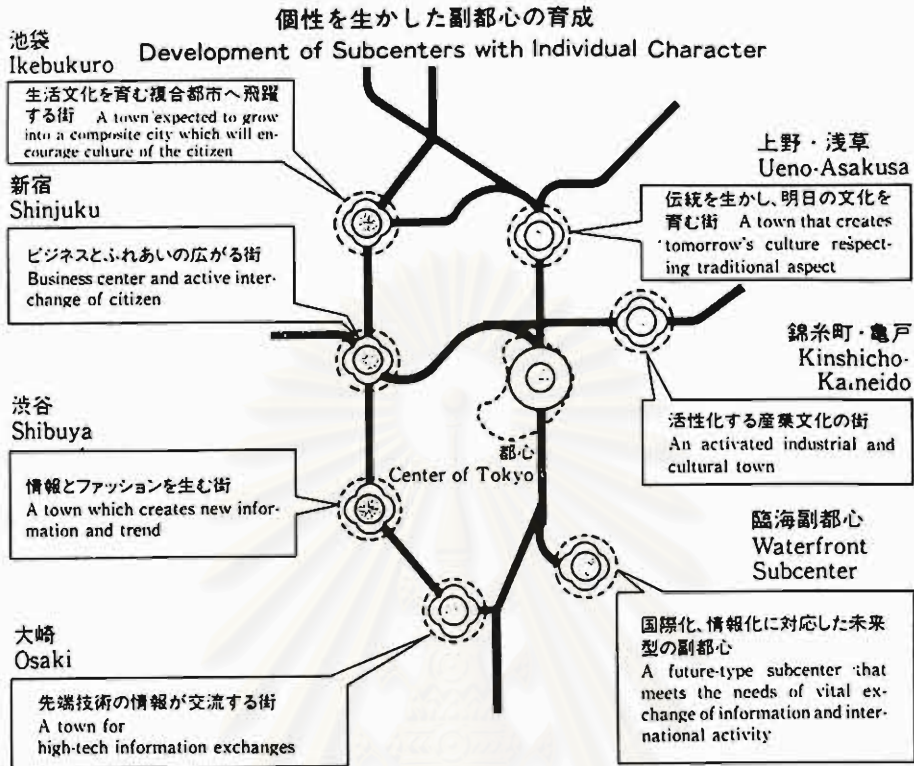 個性を生かした副都心の育成
Development of Subcenters with Individual Character
池袋
Ikebukuro
生活文化を育む複合都市へ飛躍
する街 A town expected to grow
into a composite city which will en-
courage culture of the citizen
新宿
Shinjuku
ビジネスとふれあいの広がる街
Business center and active inter-
change of citizen
渋谷
Shibuya
情報とファッションを生む街
A town which creates new infor-
mation and trend
大崎
Osaki
先端技術の情報が交流する街
A town for
high-tech information exchanges
都心
Center of Tokyo
上野・浅草
Ueno-Asakusa
伝統を生かし、明日の文化を
育む街 A town that creates
tomorrow's culture respect-
ing traditional aspect
錦糸町・亀戸
Kinshicho-
Kameido
活性化する産業文化の街
An activated industrial and
cultural town
臨海副都心
Waterfront
Subcenter
国際化、情報化に対応した未来
型の副都心
A future-type subcenter that
meets the needs of vital ex-
change of information and inter-
national activity